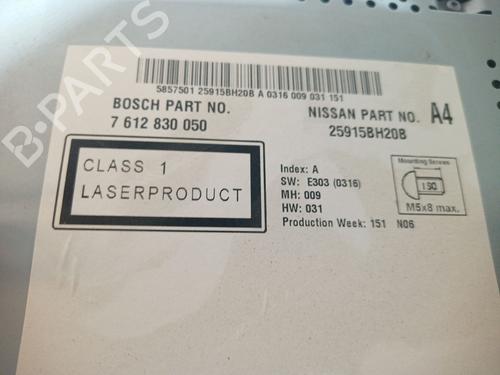 B-PARTS
5857501 25915BH20B A 0316 009 031 151
BOSCH PART NO.
7 612 830 050
NISSAN PART NO.
25915BH20B
A4
CLASS 1
LASERPRODUCT
Index: A
SW: E303 (0316)
MH: 009
HW: 031
Production Week: 151 N06
Mounting Screws
ISO
M5x8 max.